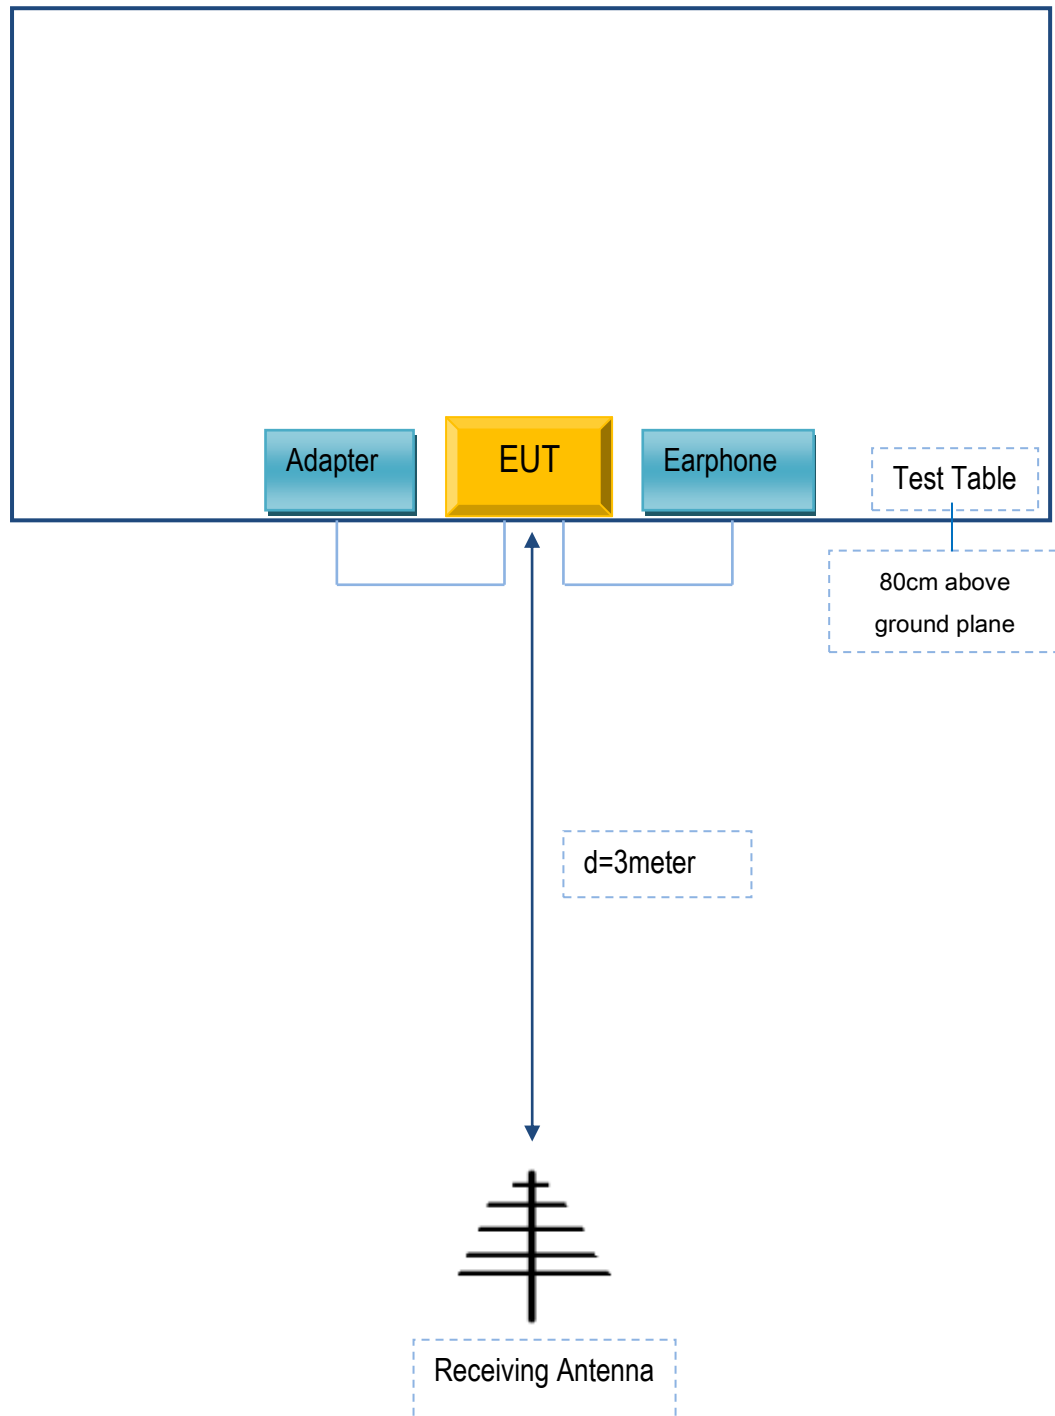 Adapter
EUT
Earphone
Test Table
80cm above
ground plane
d=3meter
Receiving Antenna